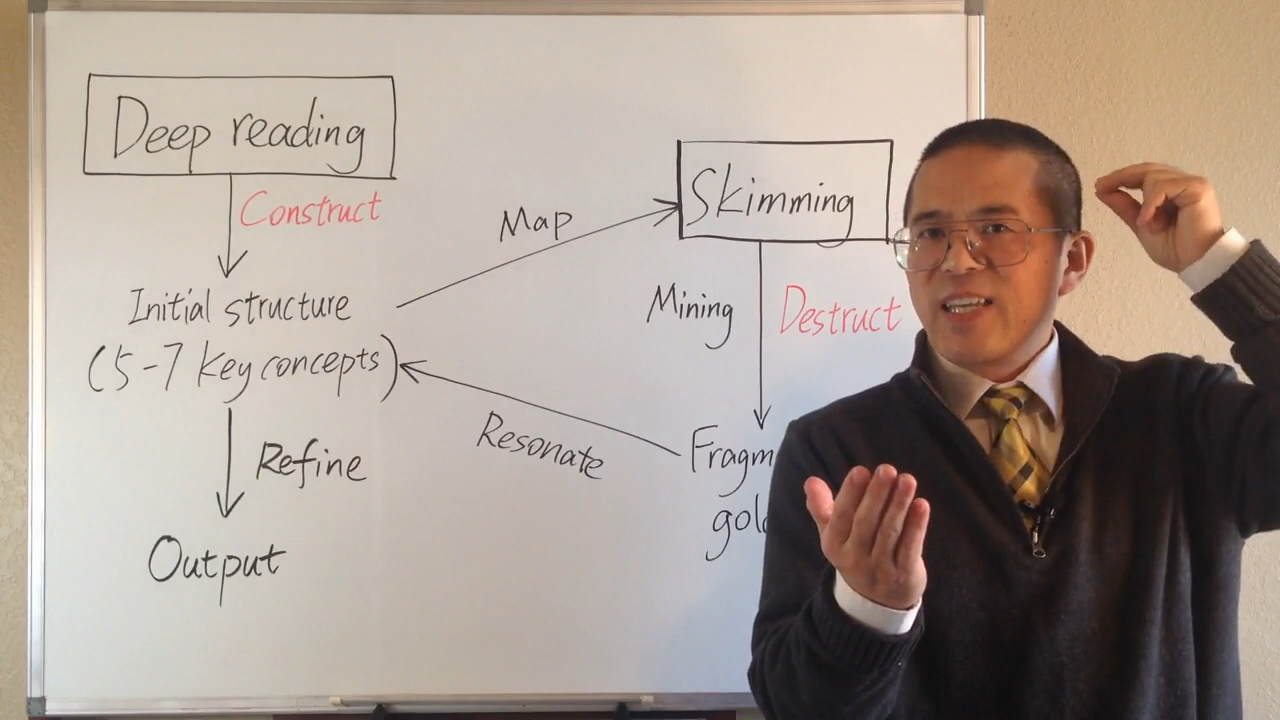 Deep reading
Construct
Initial structure
(5-7 key concepts)
Refine
Output
Map
Resonate
Skimming
Mining
Destruct